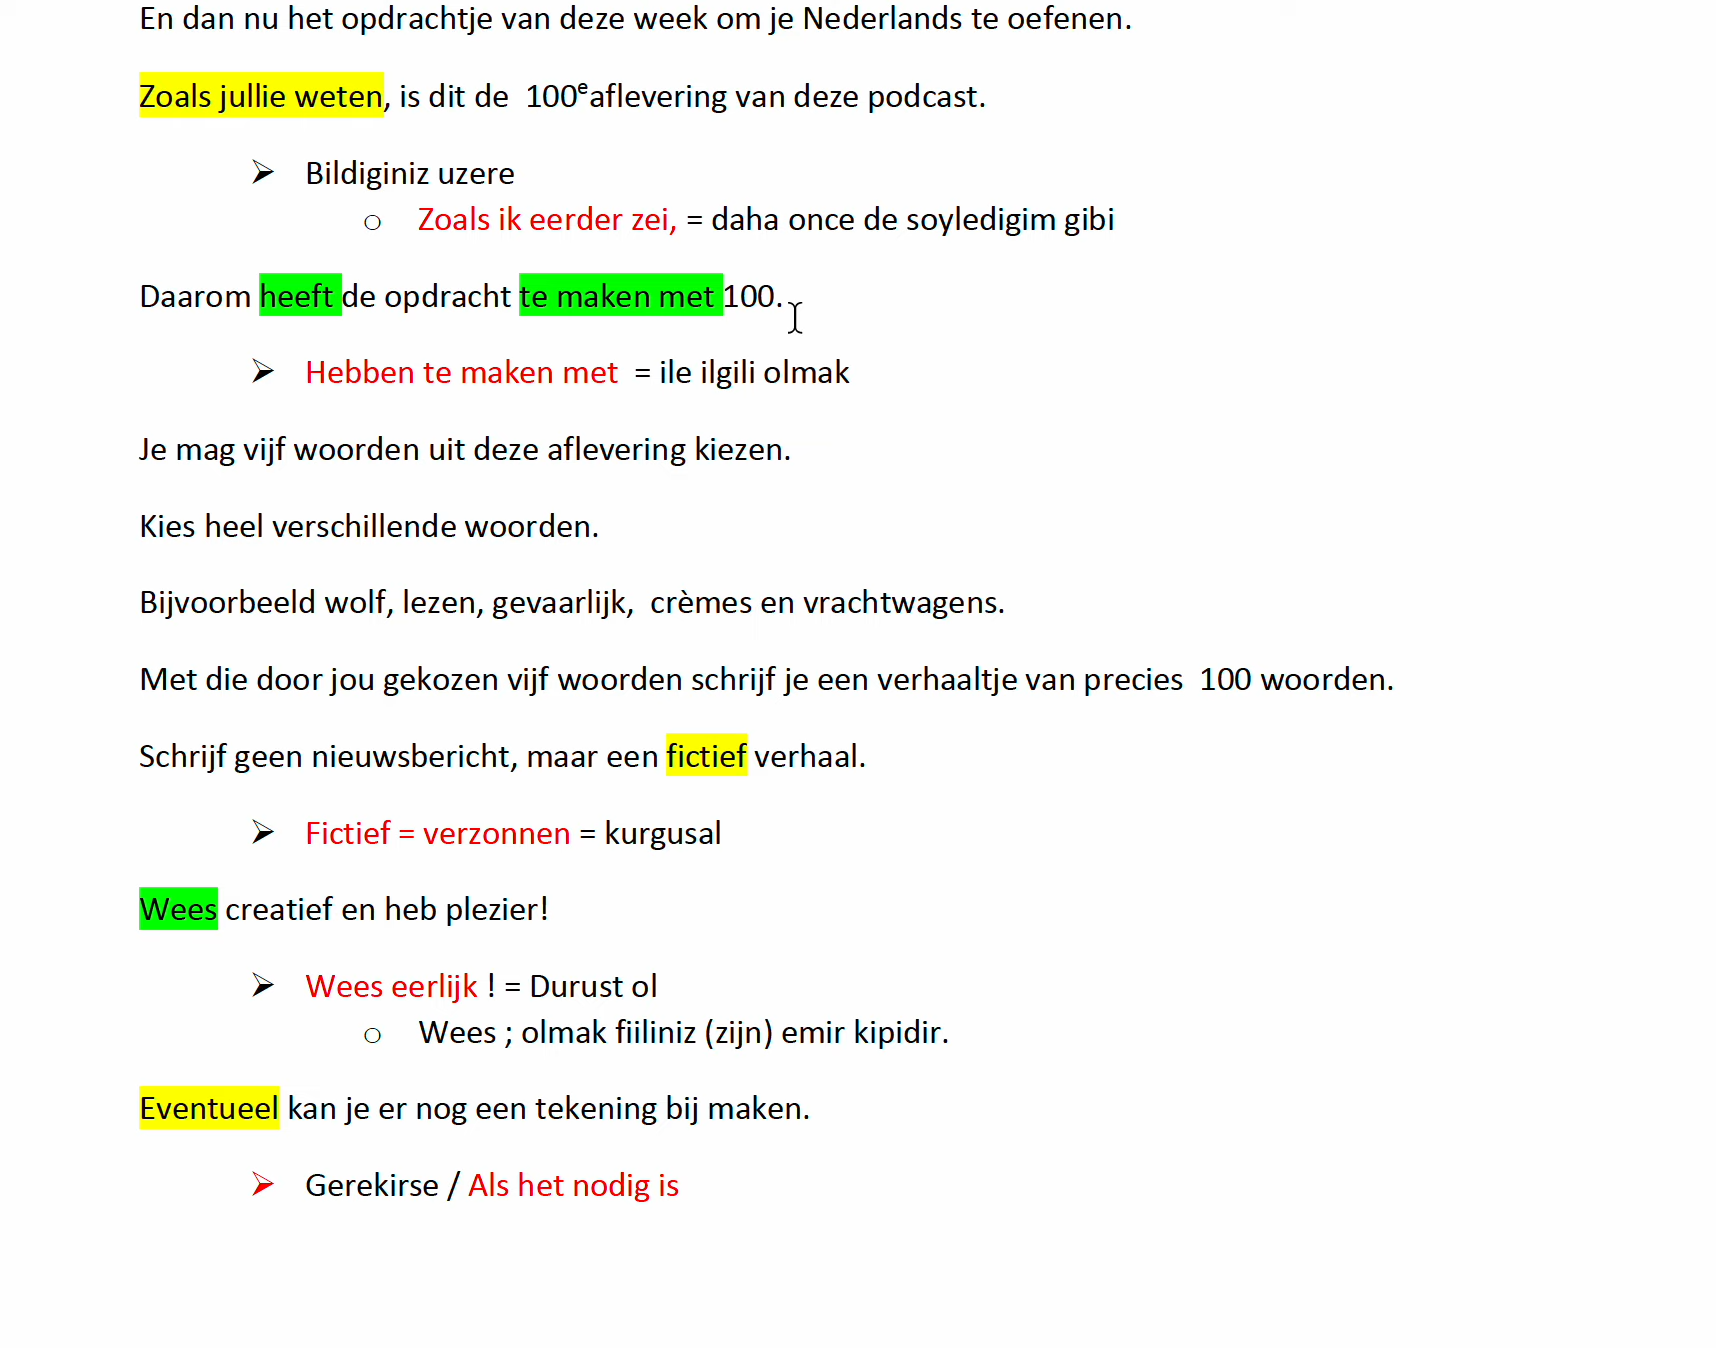 En dan nu het opdrachtje van deze week om je Nederlands te oefenen.
Zoals jullie weten, is dit de 100e aflevering van deze podcast.
➢ Bildiginiz uzere
o Zoals ik eerder zei, = daha once de soyledigim gibi
Daarom heeft de opdracht te maken met 100.
➢ Hebben te maken met = ile ilgili olmak
Je mag vijf woorden uit deze aflevering kiezen.
Kies heel verschillende woorden.
Bijvoorbeeld wolf, lezen, gevaarlijk, crèmes en vrachtwagens.
Met die door jou gekozen vijf woorden schrijf je een verhaaltje van precies 100 woorden.
Schrijf geen nieuwsbericht, maar een fictief verhaal.
➢ Fictief = verzonnen = kurgusal
Wees creatief en heb plezier!
➢ Wees eerlijk ! = Durust ol
o Wees ; olmak fiiliniz (zijn) emir kipidir.
Eventueel kan je er nog een tekening bij maken.
➢ Gerekirse / Als het nodig is